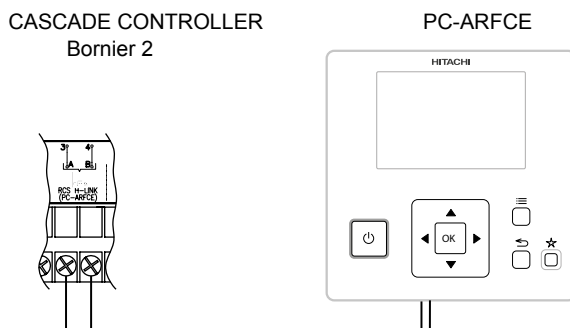 CASCADE CONTROLLER
Bornier 2
PC-ARFCE
HITACHI
3 4
A B
RCS H-LINK
(PC-ARFCE)
OK